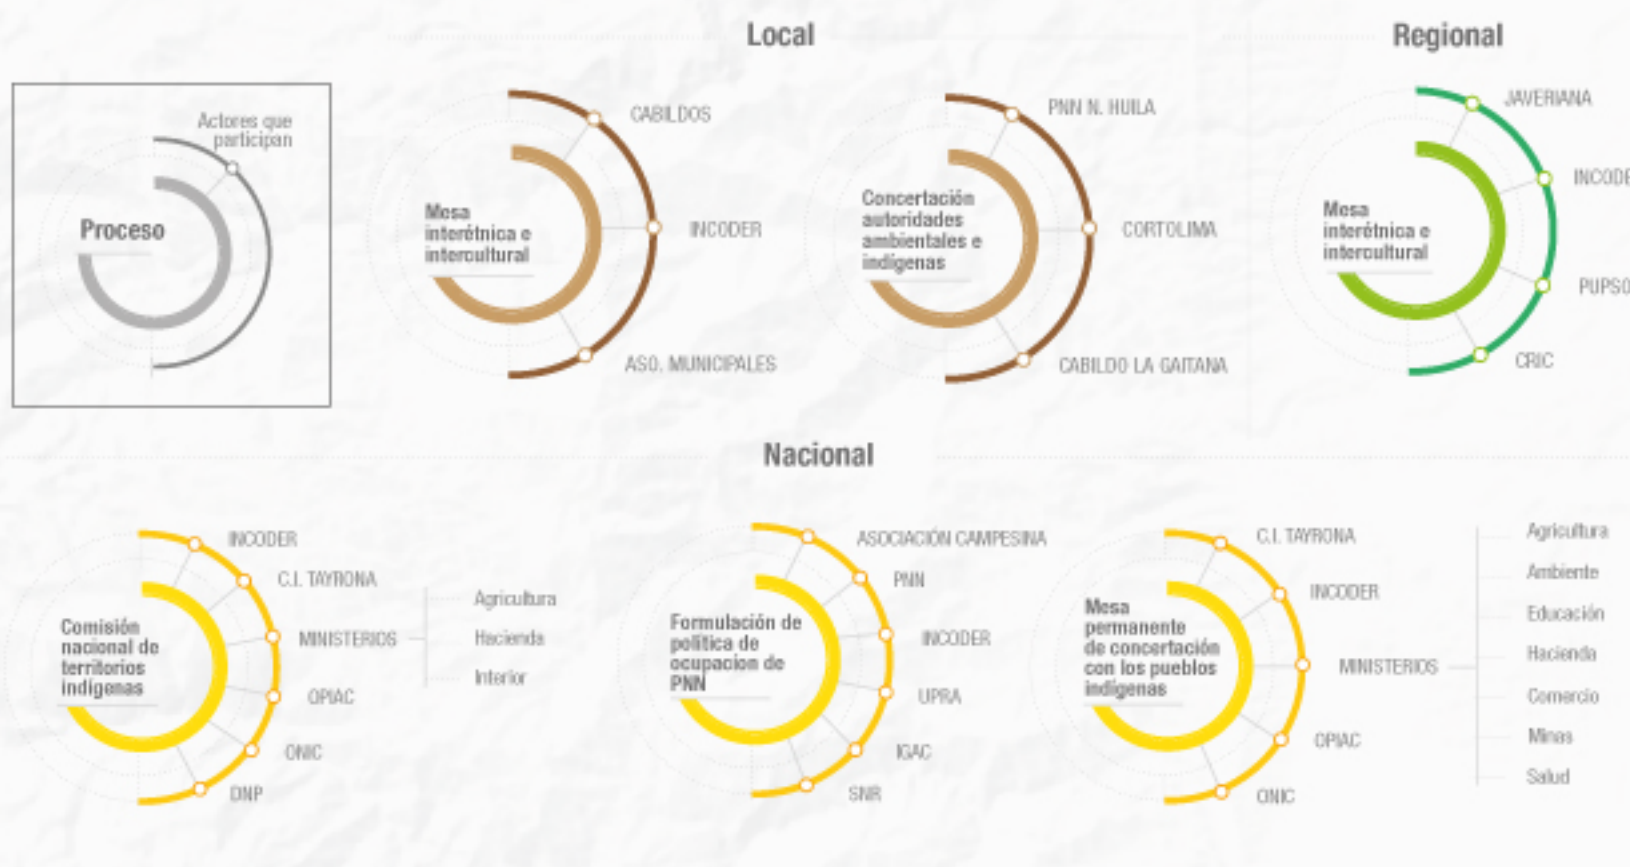 Local
Regional
Actores que
participan
Proceso
CABILDOS
Mesa
interétnica e
intercultural
INCODER
ASO. MUNICIPALES
PNN N. HUILA
Concertación
autoridades
ambientales e
indígenas
CORTOLIMA
CABILDO LA GAITANA
JAVERIANA
INCODE
Mesa
interétnica e
intercultural
PUPSO
CRIC
Nacional
INCODER
C.I. TAYRONA
Comisión
nacional de
territorios
indígenas
MINISTERIOS
Agricultura
Hacienda
Interior
OPIAC
ONIC
DNP
ASOCIACIÓN CAMPESINA
PNN
Formulación de
política de
ocupacion de
PNN
INCODER
UPRA
IGAC
SNR
C.I. TAYRONA
INCODER
Mesa
permanente
de concertación
con los pueblos
indígenas
MINISTERIOS
Agricultura
Ambiente
Educación
Hacienda
Comercio
Minas
Salud
OPIAC
ONIC